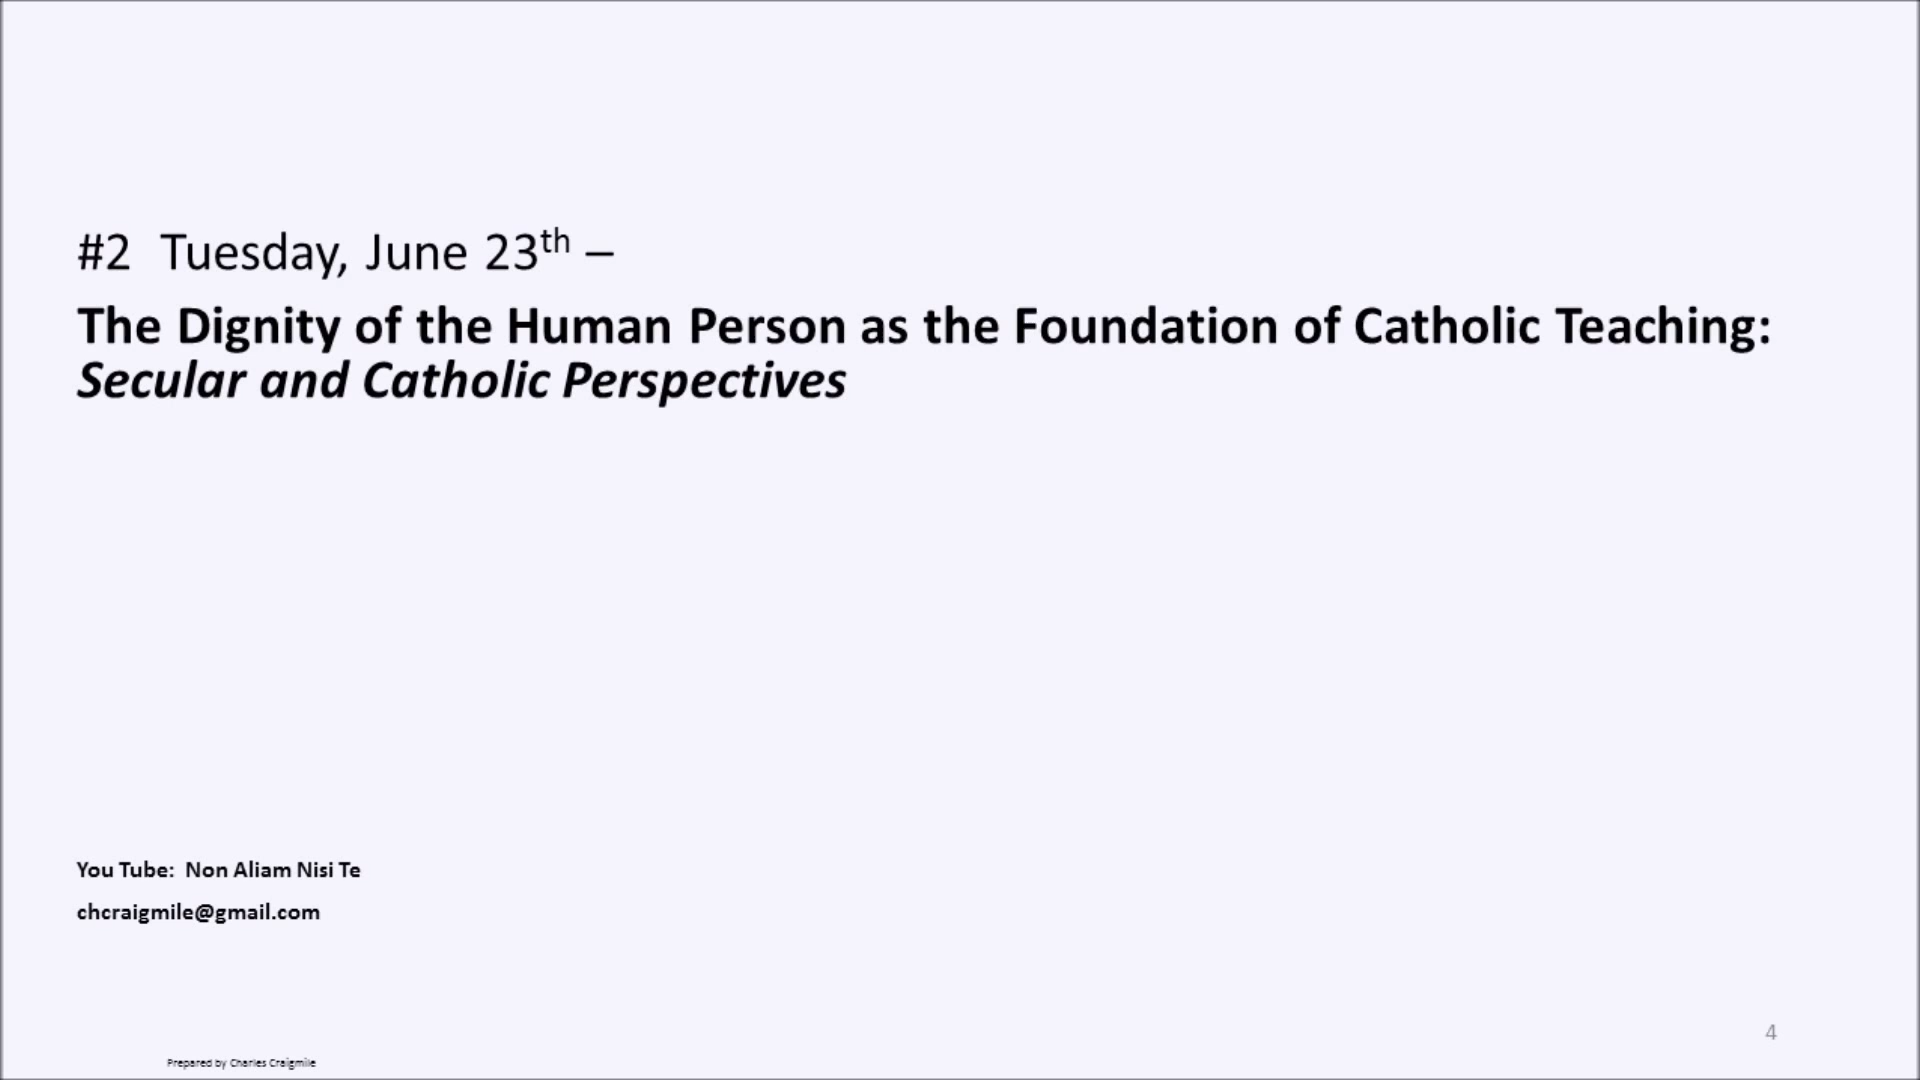 #2  Tuesday, June 23th –
The Dignity of the Human Person as the Foundation of Catholic Teaching:
Secular and Catholic Perspectives
You Tube:  Non Aliam Nisi Te
chcraigmile@gmail.com
4
Prepared by Charles Craigmile